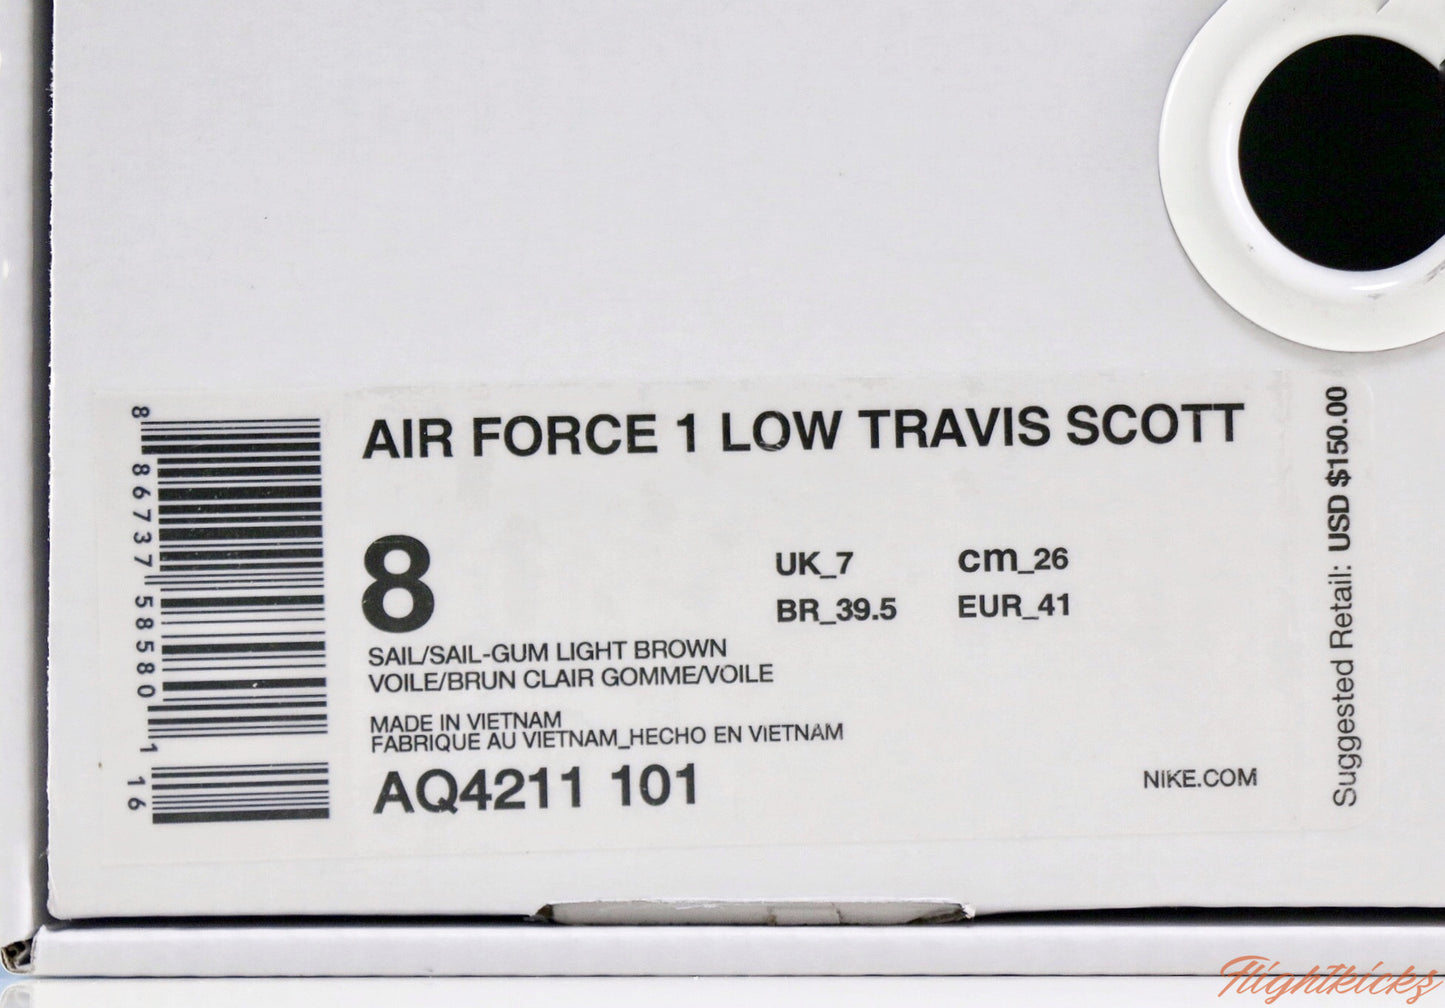 AIR FORCE 1 LOW TRAVIS SCOTT
8
UK_7 cm_26
BR_39.5 EUR_41
SAIL/SAIL-GUM LIGHT BROWN
VOILE/BRUN CLAIR GOMME/VOILE
MADE IN VIETNAM
FABRIQUE AU VIETNAM_HECHO EN VIETNAM
AQ4211 101
NIKE.COM
8 86737 58580 1 16
Suggested Retail: USD $150.00
Flightkicks